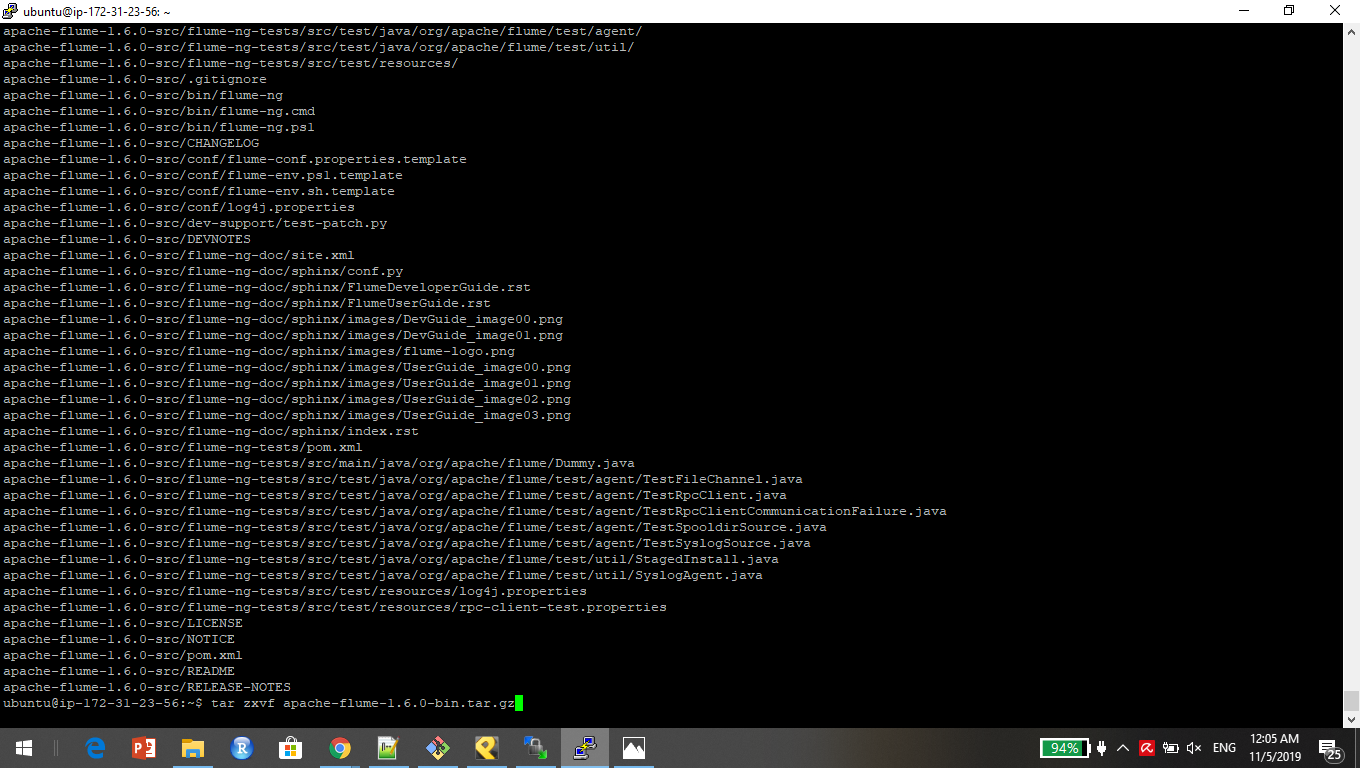 ubuntu@ip-172-31-23-56: ~
apache-flume-1.6.0-src/flume-ng-tests/src/test/java/org/apache/flume/test/agent/
apache-flume-1.6.0-src/flume-ng-tests/src/test/java/org/apache/flume/test/util/
apache-flume-1.6.0-src/flume-ng-tests/src/test/resources/
apache-flume-1.6.0-src/.gitignore
apache-flume-1.6.0-src/bin/flume-ng
apache-flume-1.6.0-src/bin/flume-ng.cmd
apache-flume-1.6.0-src/bin/flume-ng.ps1
apache-flume-1.6.0-src/CHANGELOG
apache-flume-1.6.0-src/conf/flume-conf.properties.template
apache-flume-1.6.0-src/conf/flume-env.ps1.template
apache-flume-1.6.0-src/conf/flume-env.sh.template
apache-flume-1.6.0-src/conf/log4j.properties
apache-flume-1.6.0-src/dev-support/test-patch.py
apache-flume-1.6.0-src/DEVNOTES
apache-flume-1.6.0-src/flume-ng-doc/site.xml
apache-flume-1.6.0-src/flume-ng-doc/sphinx/conf.py
apache-flume-1.6.0-src/flume-ng-doc/sphinx/FlumeDeveloperGuide.rst
apache-flume-1.6.0-src/flume-ng-doc/sphinx/FlumeUserGuide.rst
apache-flume-1.6.0-src/flume-ng-doc/sphinx/images/DevGuide_image00.png
apache-flume-1.6.0-src/flume-ng-doc/sphinx/images/DevGuide_image01.png
apache-flume-1.6.0-src/flume-ng-doc/sphinx/images/flume-logo.png
apache-flume-1.6.0-src/flume-ng-doc/sphinx/images/UserGuide_image00.png
apache-flume-1.6.0-src/flume-ng-doc/sphinx/images/UserGuide_image01.png
apache-flume-1.6.0-src/flume-ng-doc/sphinx/images/UserGuide_image02.png
apache-flume-1.6.0-src/flume-ng-doc/sphinx/images/UserGuide_image03.png
apache-flume-1.6.0-src/flume-ng-doc/sphinx/index.rst
apache-flume-1.6.0-src/flume-ng-tests/pom.xml
apache-flume-1.6.0-src/flume-ng-tests/src/main/java/org/apache/flume/Dummy.java
apache-flume-1.6.0-src/flume-ng-tests/src/test/java/org/apache/flume/test/agent/TestFileChannel.java
apache-flume-1.6.0-src/flume-ng-tests/src/test/java/org/apache/flume/test/agent/TestRpcClient.java
apache-flume-1.6.0-src/flume-ng-tests/src/test/java/org/apache/flume/test/agent/TestRpcClientCommunicationFailure.java
apache-flume-1.6.0-src/flume-ng-tests/src/test/java/org/apache/flume/test/agent/TestSpooldirSource.java
apache-flume-1.6.0-src/flume-ng-tests/src/test/java/org/apache/flume/test/agent/TestSyslogSource.java
apache-flume-1.6.0-src/flume-ng-tests/src/test/java/org/apache/flume/test/util/StagedInstall.java
apache-flume-1.6.0-src/flume-ng-tests/src/test/java/org/apache/flume/test/util/SyslogAgent.java
apache-flume-1.6.0-src/flume-ng-tests/src/test/resources/log4j.properties
apache-flume-1.6.0-src/flume-ng-tests/src/test/resources/rpc-client-test.properties
apache-flume-1.6.0-src/LICENSE
apache-flume-1.6.0-src/NOTICE
apache-flume-1.6.0-src/pom.xml
apache-flume-1.6.0-src/README
apache-flume-1.6.0-src/RELEASE-NOTES
ubuntu@ip-172-31-23-56:~$ tar zxvf apache-flume-1.6.0-bin.tar.gz
94% ENG 12:05 AM
11/5/2019 25